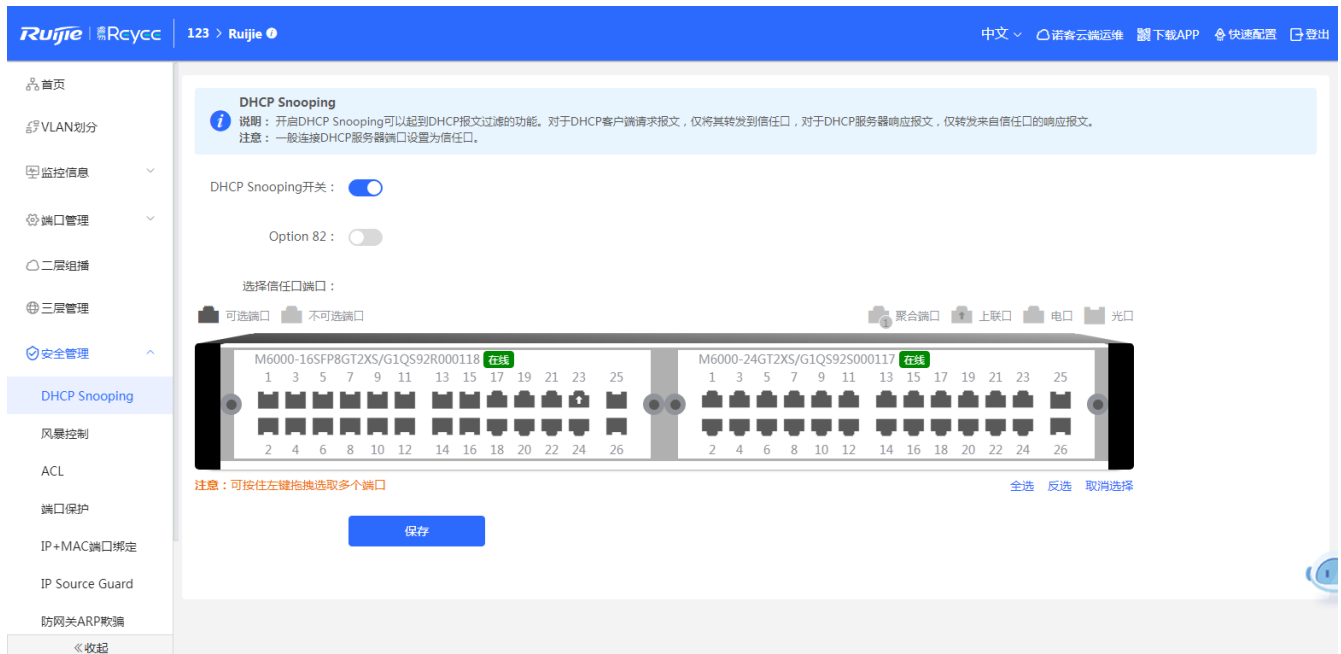 Ruijie | 睿易Reyee 123 > Ruijie
中文 诺客云端运维 下载APP 快速配置 登出
首页
VLAN划分
监控信息
端口管理
二层组播
三层管理
安全管理
DHCP Snooping
风暴控制
ACL
端口保护
IP+MAC端口绑定
IP Source Guard
防网关ARP欺骗
《收起
DHCP Snooping
说明：开启DHCP Snooping可以起到DHCP报文过滤的功能。对于DHCP客户端请求报文，仅将其转发到信任口，对于DHCP服务器响应报文，仅转发来自信任口的响应报文。
注意：一般连接DHCP服务器端口设置为信任口。
DHCP Snooping开关：
Option 82：
选择信任口端口：
可选端口 不可选端口 1 聚合端口 上联口 电口 光口
M6000-16SFP8GT2XS/G1QS92R000118 在线 M6000-24GT2XS/G1QS92S000117 在线
1 3 5 7 9 11 13 15 17 19 21 23 25 1 3 5 7 9 11 13 15 17 19 21 23 25
2 4 6 8 10 12 14 16 18 20 22 24 26 2 4 6 8 10 12 14 16 18 20 22 24 26
注意：可按住左键拖拽选取多个端口 全选 反选 取消选择
保存